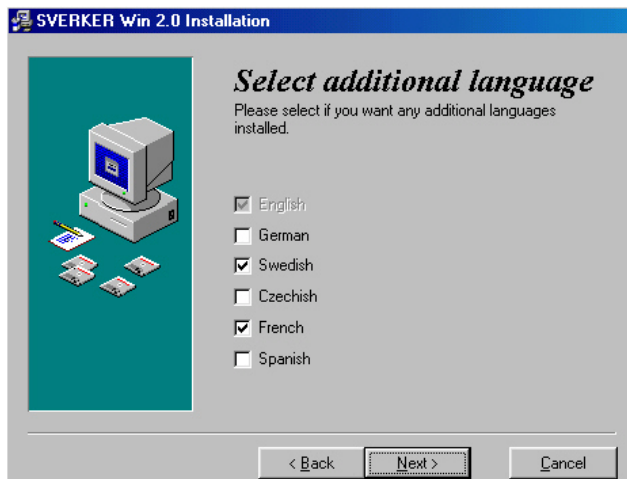 SVERKER Win 2.0 Installation
Select additional language
Please select if you want any additional languages
installed.
English
German
Swedish
Czechish
French
Spanish
< Back
Next >
Cancel